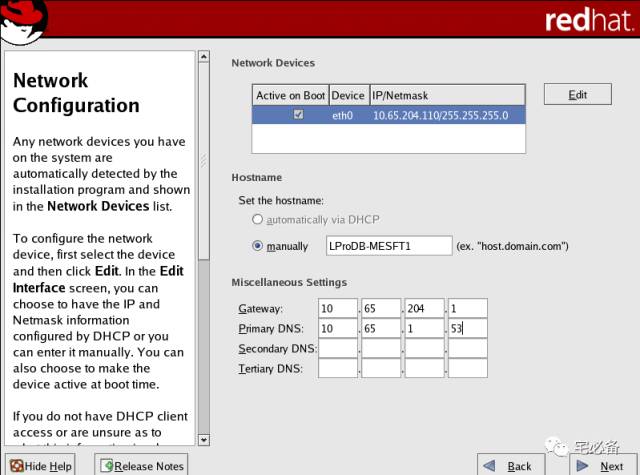 redhat.
Network
Configuration
Any network devices you have
on the system are
automatically detected by the
installation program and shown
in the Network Devices list.
To configure the network
device, first select the device
and then click Edit. In the Edit
Interface screen, you can
choose to have the IP and
Netmask information
configured by DHCP or you
can enter it manually. You can
also choose to make the
device active at boot time.
If you do not have DHCP client
access or are unsure as to
Network Devices
Active on Boot Device IP/Netmask
eth0 10.65.204.110/255.255.255.0
Edit
Hostname
Set the hostname:
automatically via DHCP
manually LProDB-MESFT1 (ex. "host.domain.com")
Miscellaneous Settings
Gateway: 10 . 65 . 204 . 1
Primary DNS: 10 . 65 . 1 . 53
Secondary DNS: . . .
Tertiary DNS: . . .
宅必备
Hide Help Release Notes Back Next